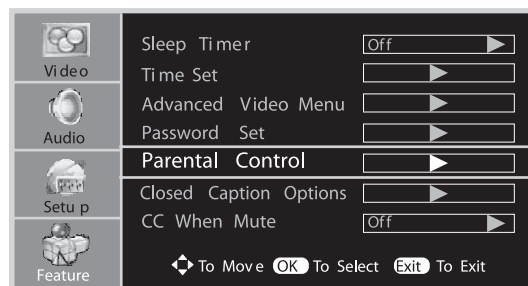 Video
Audio
Setup
Feature
Sleep Timer Off
Time Set
Advanced Video Menu
Password Set
Parental Control
Closed Caption Options
CC When Mute Off
To Move OK To Select Exit To Exit